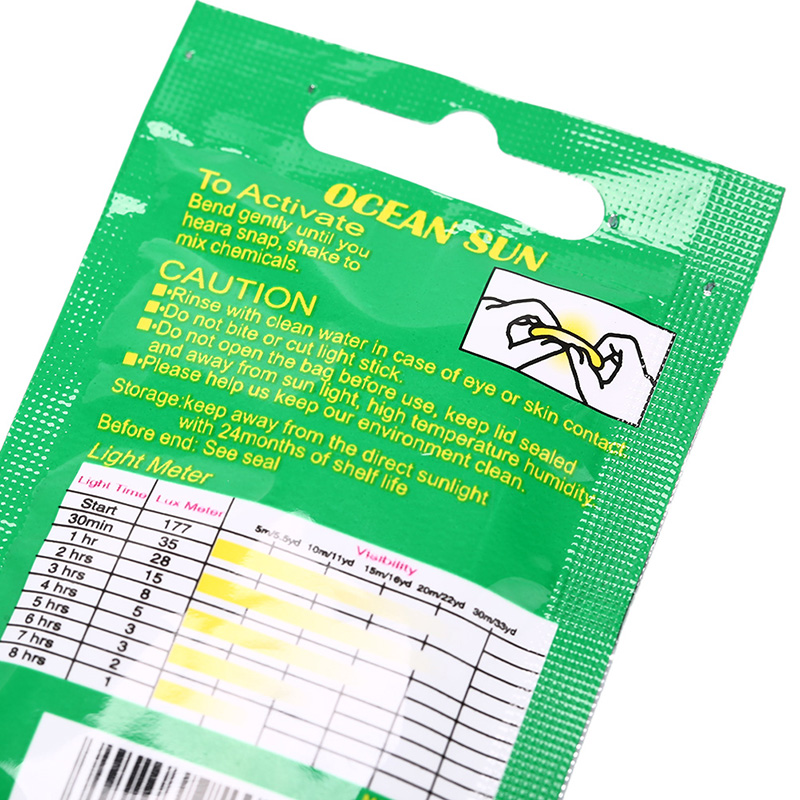 OCEAN SUN
To Activate
Bend gently until you
heara snap, shake to
mix chemicals.
CAUTION
•Rinse with clean water in case of eye or skin contact.
•Do not bite or cut light stick.
•Do not open the bag before use, keep lid sealed
and away from sun light, high temperature humidity.
•Please help us keep our environment clean.
Storage:keep away from the direct sunlight
with 24months of shelf life
Before end: See seal
Light Meter
Light Time Lux Meter Visibility
5m/5.5yd 10m/11yd 15m/16yd 20m/22yd 30m/33yd
Start 177
30min 35
1 hr 28
2 hrs 15
3 hrs 8
4 hrs 5
5 hrs 3
6 hrs 3
7 hrs 2
8 hrs 1